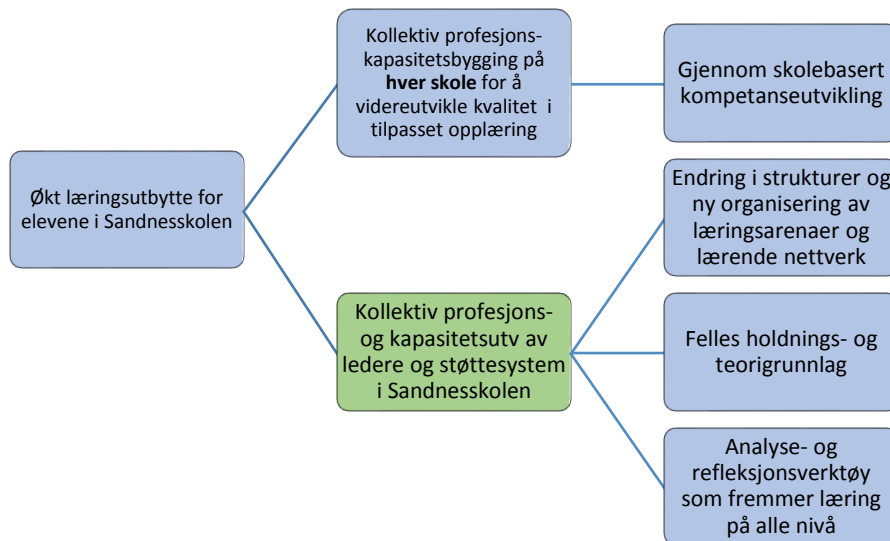 Økt læringsutbytte for
elevene i Sandnesskolen
Kollektiv profesjons-
kapasitetsbygging på
hver skole for å
videreutvikle kvalitet i
tilpasset opplæring
Gjennom skolebasert
kompetanseutvikling
Kollektiv profesjons-
og kapasitetsutv av
ledere og støttesystem
i Sandnesskolen
Endring i strukturer og
ny organisering av
læringsarenaer og
lærende nettverk
Felles holdnings- og
teorigrunnlag
Analyse- og
refleksjonsverktøy
som fremmer læring
på alle nivå